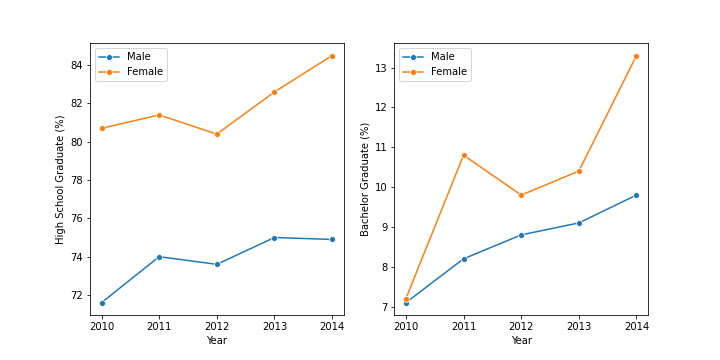 Male
Female
84
82
80
78
76
74
72
High School Graduate (%)
2010 2011 2012 2013 2014
Year
Male
Female
13
12
11
10
9
8
7
Bachelor Graduate (%)
2010 2011 2012 2013 2014
Year